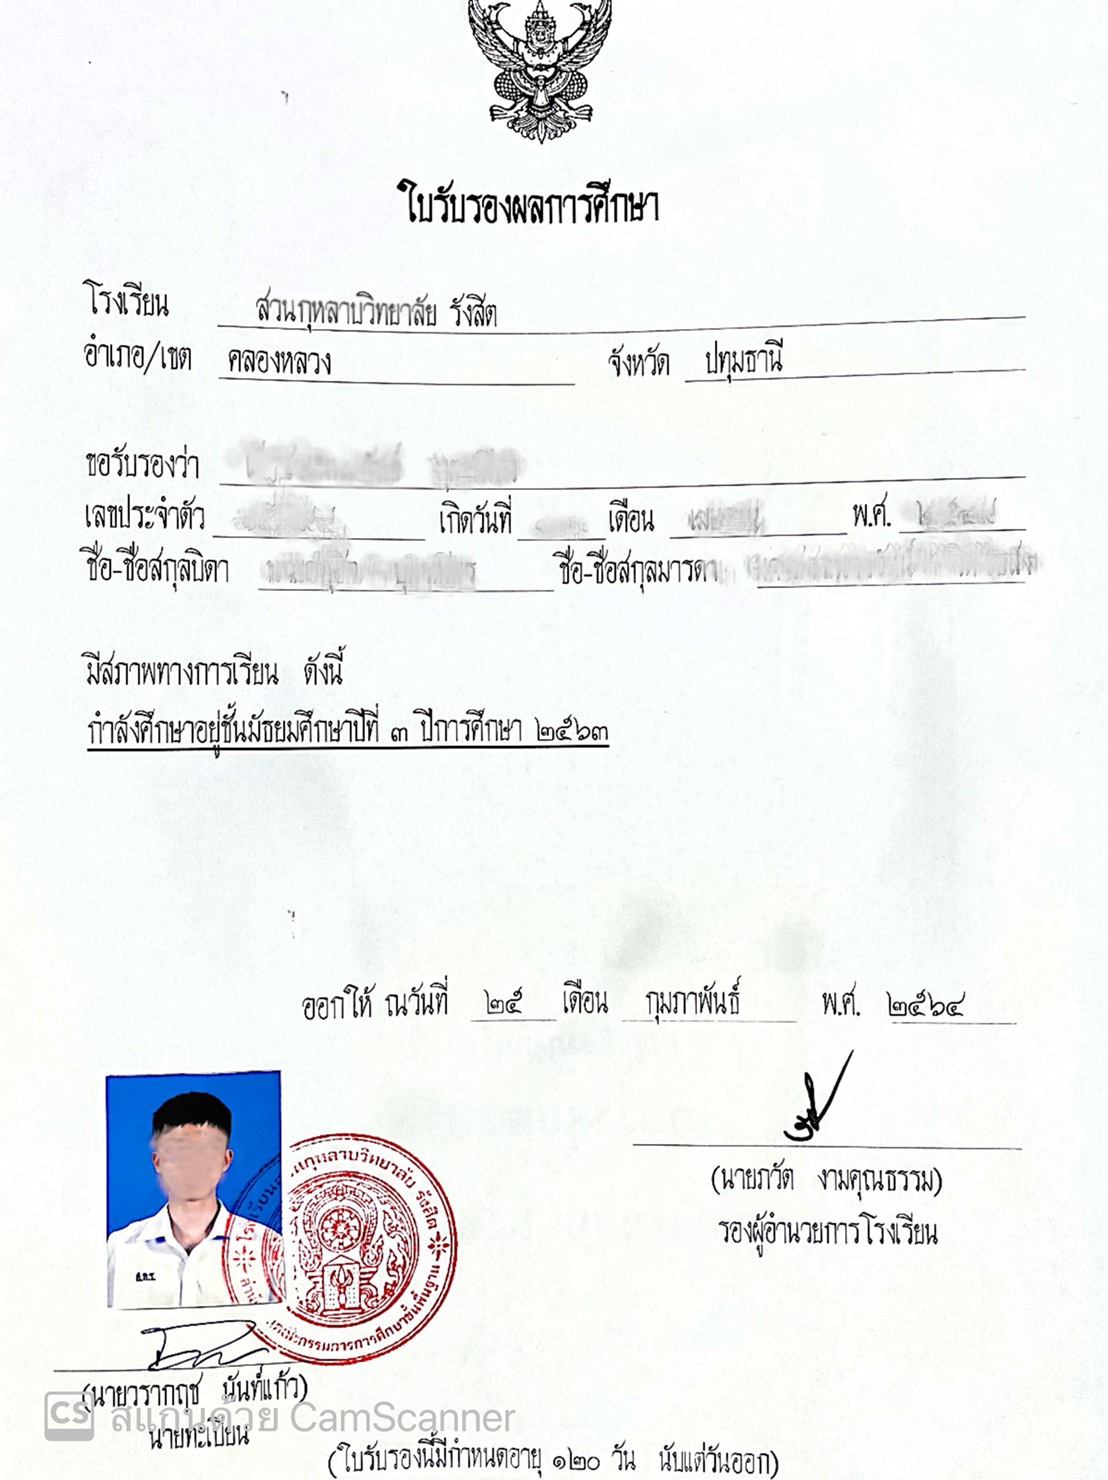 ใบรับรองผลการศึกษา
โรงเรียน สวนกุหลาบวิทยาลัย รังสิต
อำเภอ/เขต คลองหลวง จังหวัด ปทุมธานี
ขอรับรองว่า
เลขประจำตัว เกิดวันที่ เดือน พ.ศ.
ชื่อ-ชื่อสกุลบิดา ชื่อ-ชื่อสกุลมารดา
มีสภาพทางการเรียน ดังนี้
กำลังศึกษาอยู่ชั้นมัธยมศึกษาปีที่ ๓ ปีการศึกษา ๒๕๖๓
ออกให้ ณ วันที่ ๒๕ เดือน กุมภาพันธ์ พ.ศ. ๒๕๖๔
(นายภวัต งามคุณธรรม)
รองผู้อำนวยการโรงเรียน
ส.ก.ร.
กุหลาบวิทยาลัย รังสิต
คณะกรรมการการศึกษาขั้นพื้นฐาน
(นายวรากฤช นันท์แก้ว)
นายทะเบียน
CS สแกนด้วย CamScanner
(ใบรับรองนี้มีกำหนดอายุ ๑๒๐ วัน นับแต่วันออก)